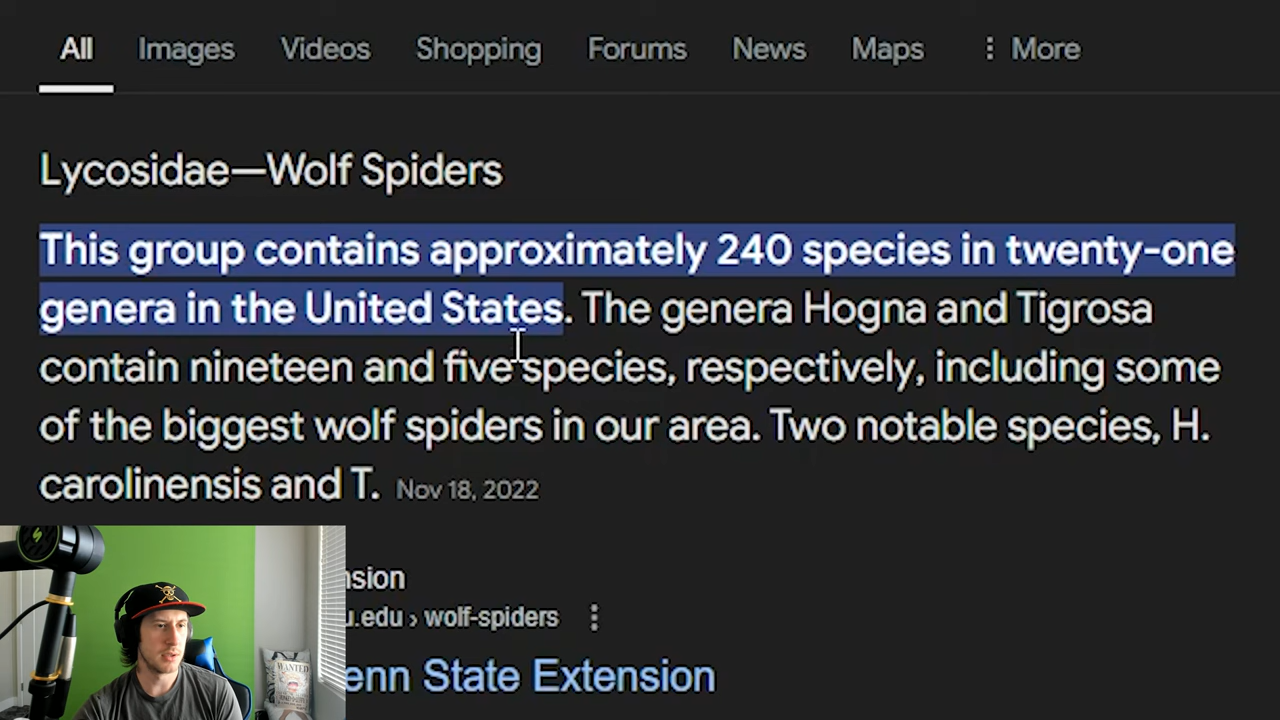 All Images Videos Shopping Forums News Maps More
Lycosidae—Wolf Spiders
This group contains approximately 240 species in twenty-one
genera in the United States. The genera Hogna and Tigrosa
contain nineteen and five species, respectively, including some
of the biggest wolf spiders in our area. Two notable species, H.
carolinensis and T. Nov 18, 2022
nsion
u.edu › wolf-spiders
enn State Extension
WANTED